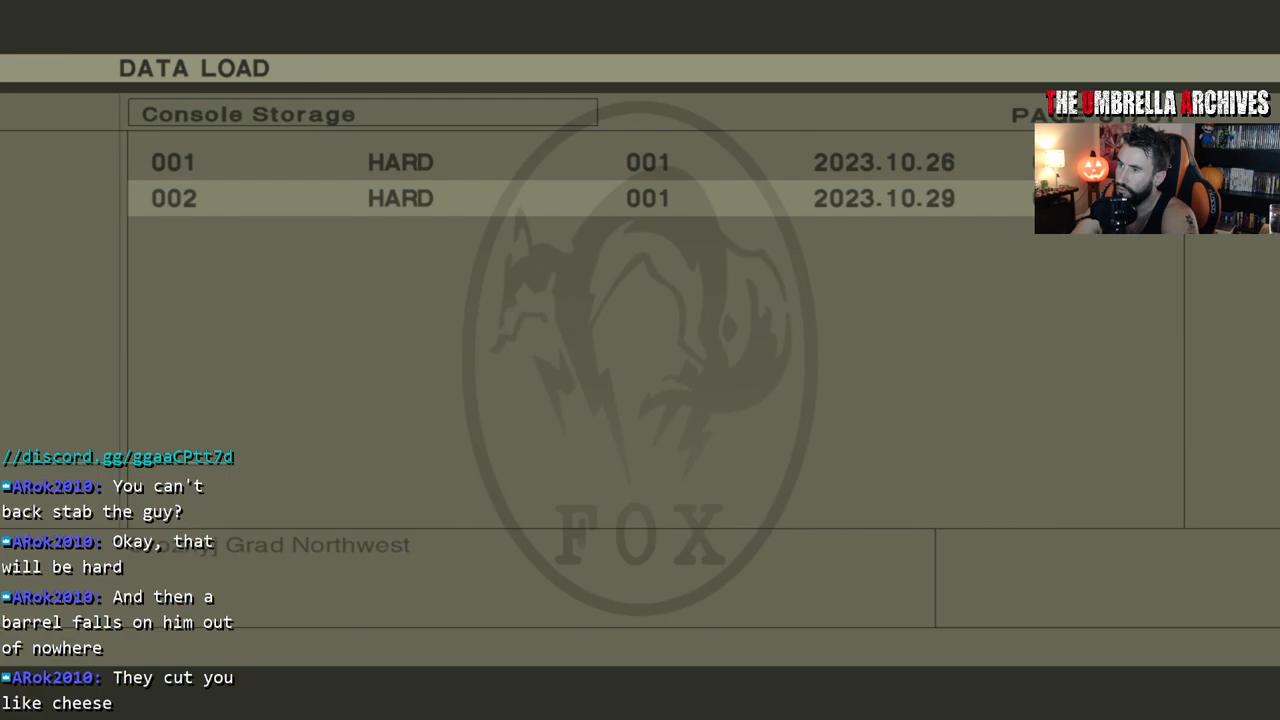 DATA LOAD
Console Storage
THE UMBRELLA ARCHIVES
001 HARD 001 2023.10.26
002 HARD 001 2023.10.29
//discord.gg/ggaaCPtt7d
ARok2010: You can't
back stab the guy?
ARok2010: Okay, that
will be hard
Grad Northwest
FOX
ARok2010: And then a
barrel falls on him out
of nowhere
ARok2010: They cut you
like cheese